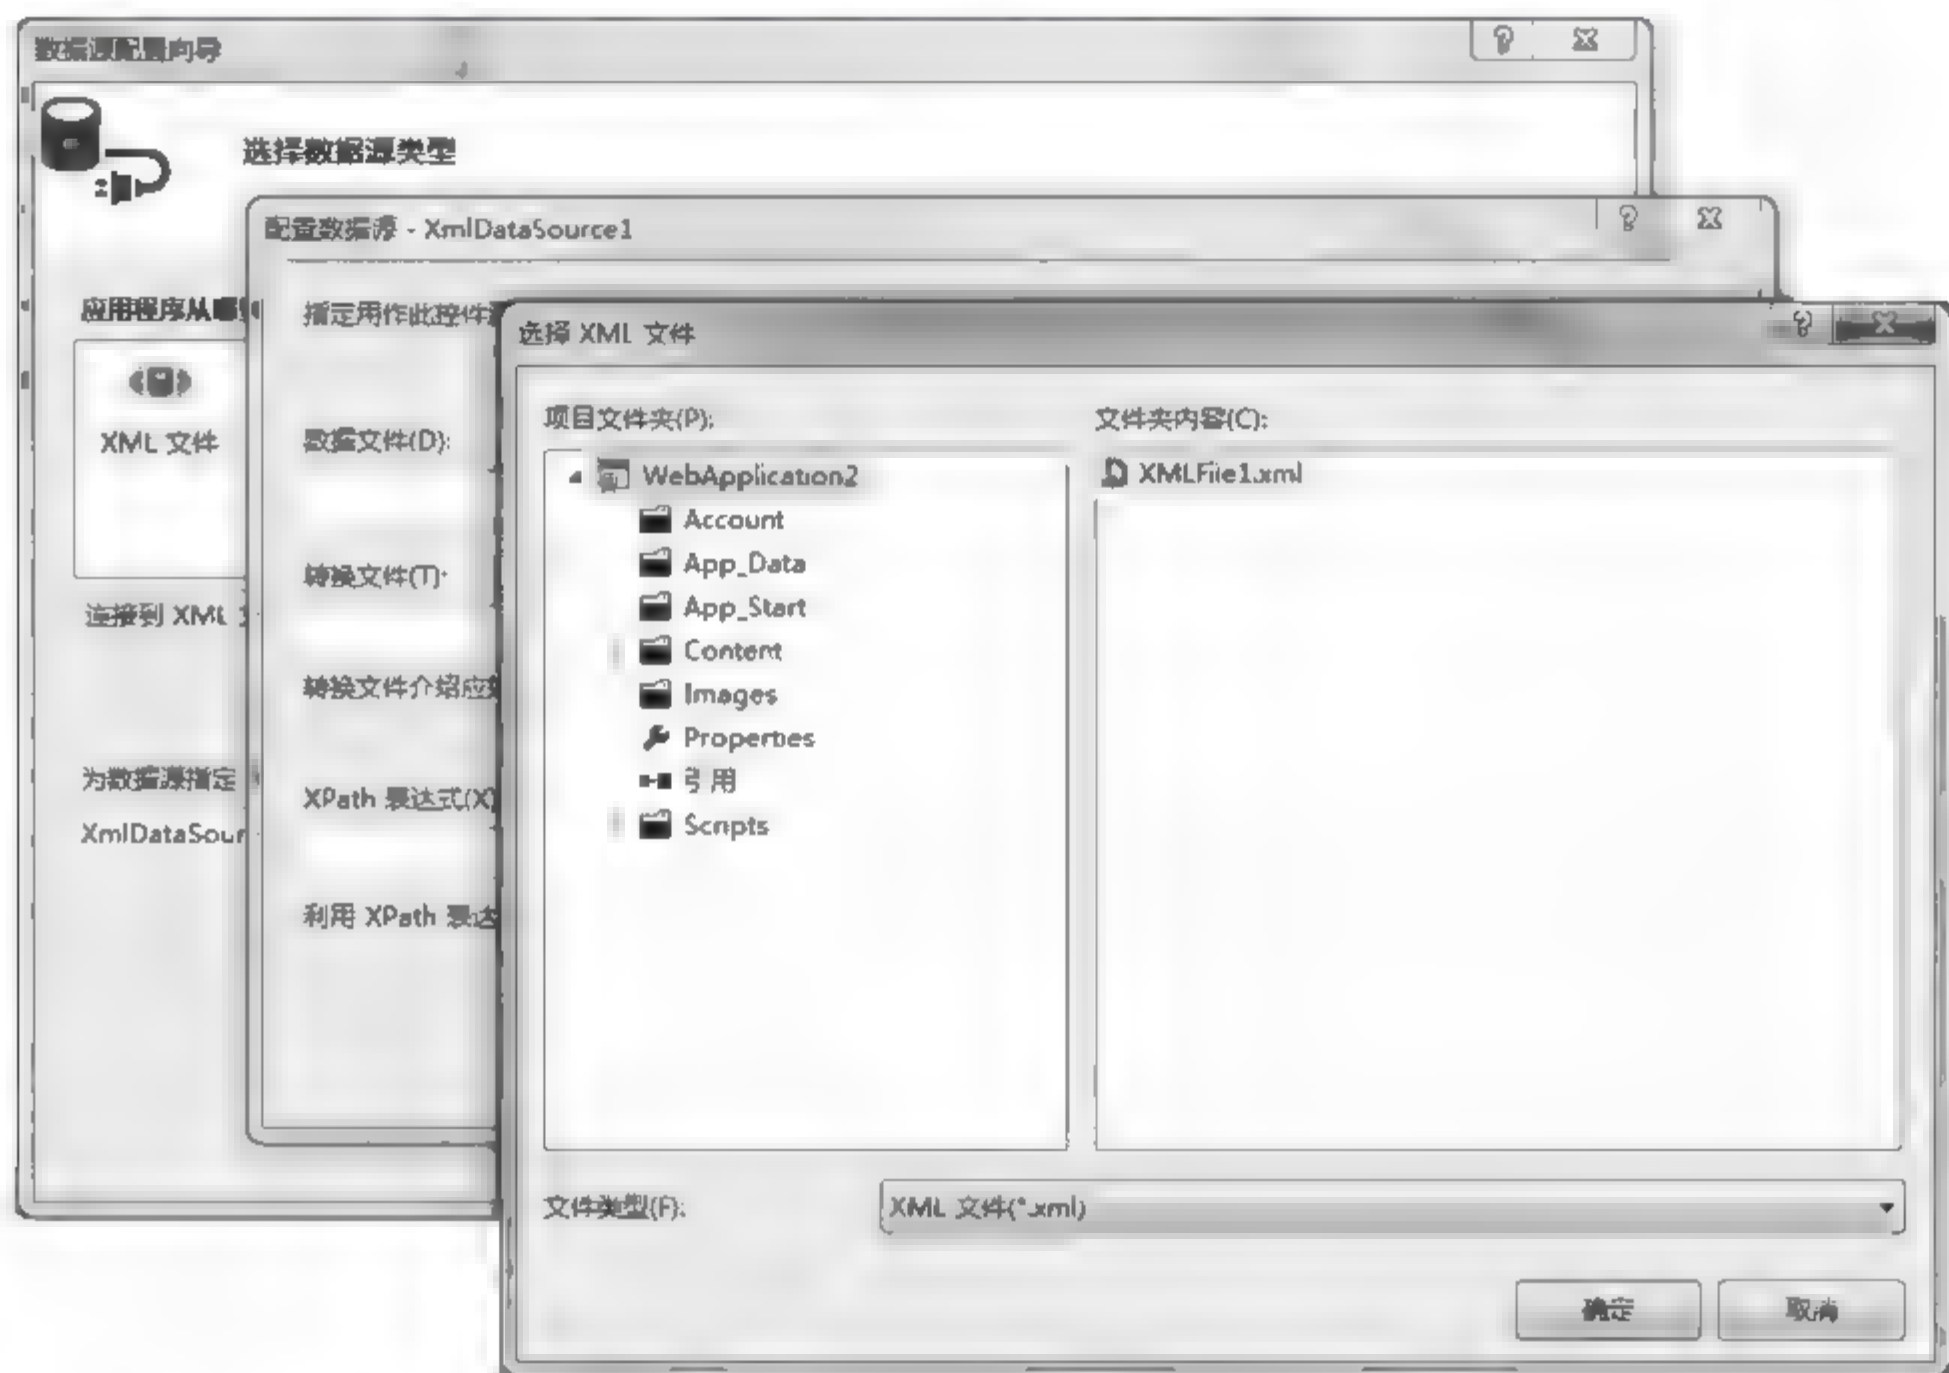 数据源配置向导
选择数据源类型
配置数据源 - XmlDataSource1
应用程序从哪
指定用作此控件
选择 XML 文件
项目文件夹(P):
文件夹内容(C):
XML 文件
数据文件(D):
WebApplication2
XMLFile1.xml
Account
App_Data
转换文件(T):
App_Start
连接到 XML
Content
转换文件介绍应
Images
Properties
为数据源指定
引用
XPath 表达式(X)
XmlDataSour
Scripts
利用 XPath 表达
文件类型(F):
XML 文件(*.xml)
确定
取消